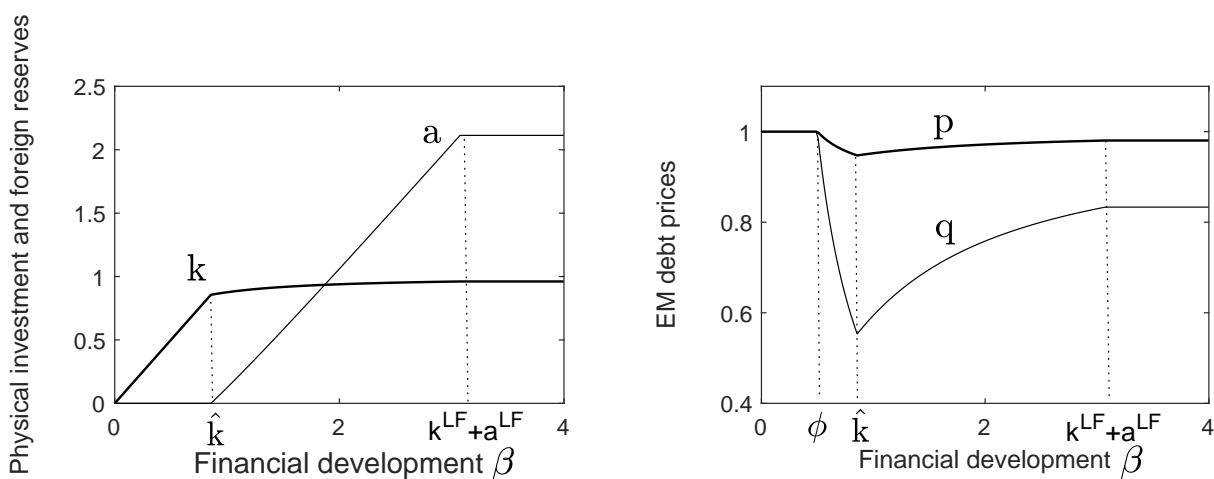 Physical investment and foreign reserves
2.5
2
1.5
1
0.5
0
a
k
0
k̂
2
k^LF+a^LF
4
Financial development β
EM debt prices
1
0.8
0.6
0.4
p
q
0
ϕ
k̂
2
k^LF+a^LF
4
Financial development β